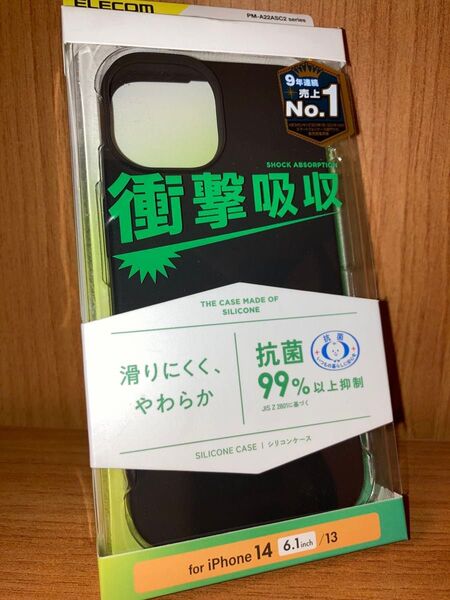 ELECOM
PM-A22ASC2 series
9年連続
売上
No.1
SHOCK ABSORPTION
衝撃吸収
THE CASE MADE OF
SILICONE
滑りにくく、
やわらか
抗菌
抗菌
99%以上抑制
JIS Z 2801に基づく
SILICONE CASE | シリコンケース
for iPhone 14 6.1inch /13